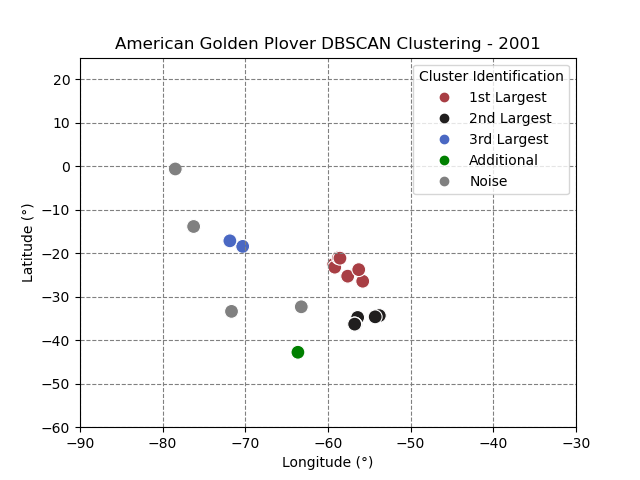 American Golden Plover DBSCAN Clustering - 2001
Cluster Identification
1st Largest
2nd Largest
3rd Largest
Additional
Noise
20
10
0
−10
−20
−30
−40
−50
−60
Latitude (°)
−90 −80 −70 −60 −50 −40 −30
Longitude (°)